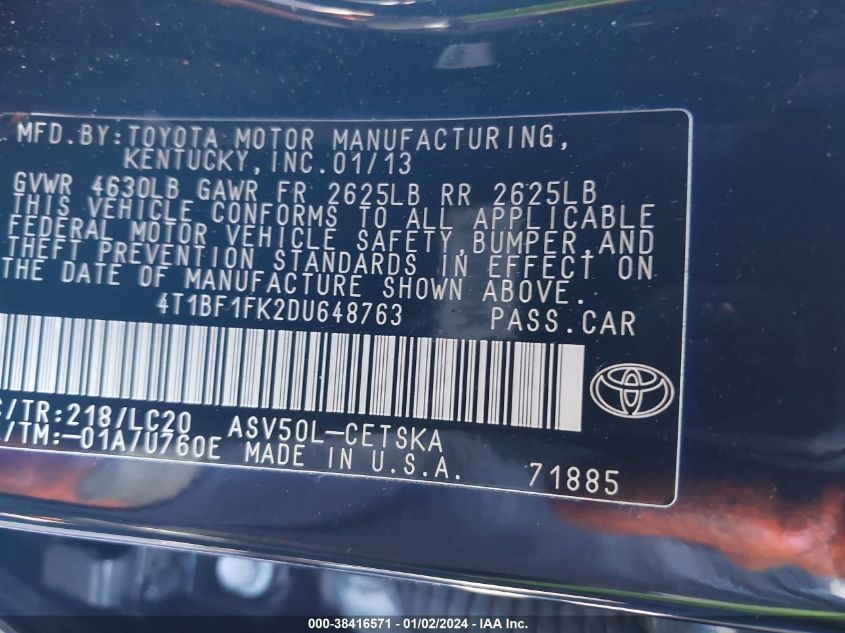 MFD.BY:TOYOTA MOTOR MANUFACTURING,
KENTUCKY,INC.01/13
GVWR 4630LB GAWR FR 2625LB RR 2625LB
THIS VEHICLE CONFORMS TO ALL APPLICABLE
FEDERAL MOTOR VEHICLE SAFETY,BUMPER,AND
THEFT PREVENTION STANDARDS IN EFFECT ON
THE DATE OF MANUFACTURE SHOWN ABOVE.
4T1BF1FK2DU648763 PASS.CAR
/TR:218/LC20 ASV50L-CETSKA
/TM:-01A/U760E MADE IN U.S.A. 71885
000-38416571 | 01/02/2024 | © IAA Inc.